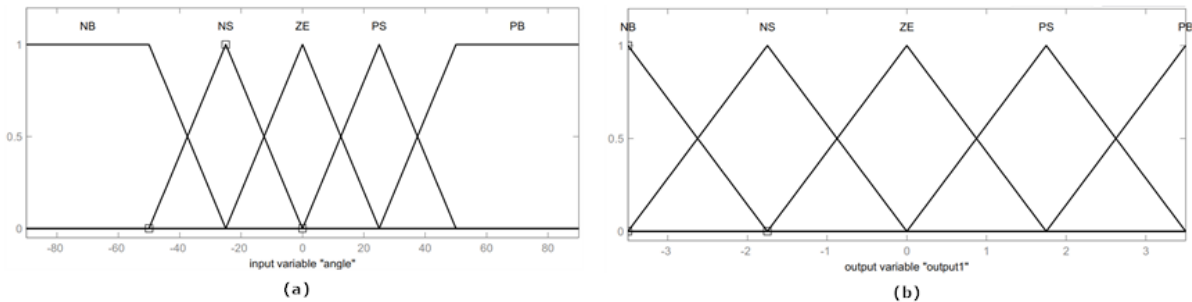 NB NS ZE PS PB
1
0.5
0
-80 -60 -40 -20 0 20 40 60 80
input variable "angle"
(a)
NB NS ZE PS PB
1
0.5
0
-3 -2 -1 0 1 2 3
output variable "output1"
(b)